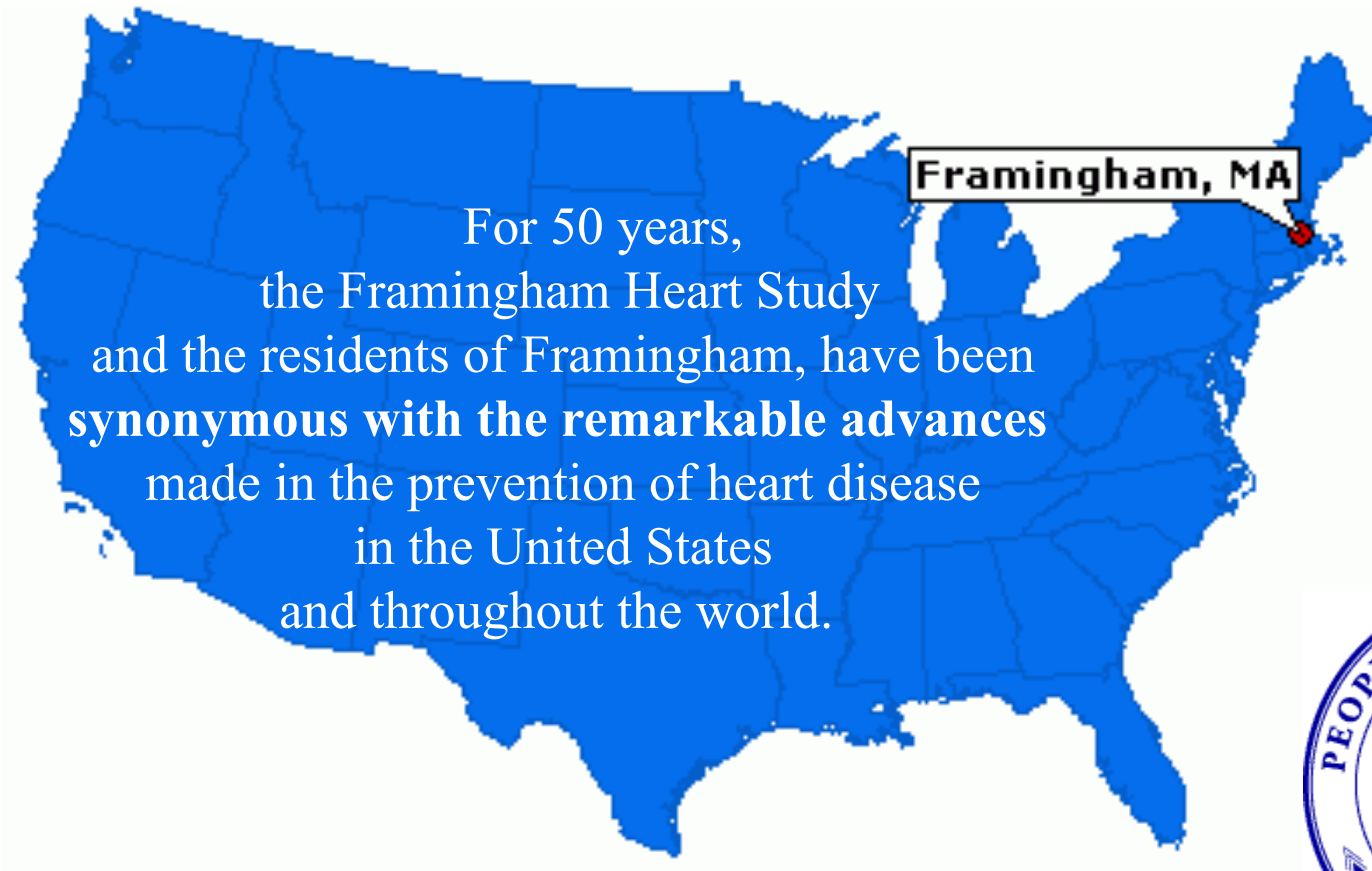 Framingham, MA
For 50 years,
the Framingham Heart Study
and the residents of Framingham, have been
synonymous with the remarkable advances
made in the prevention of heart disease
in the United States
and throughout the world.